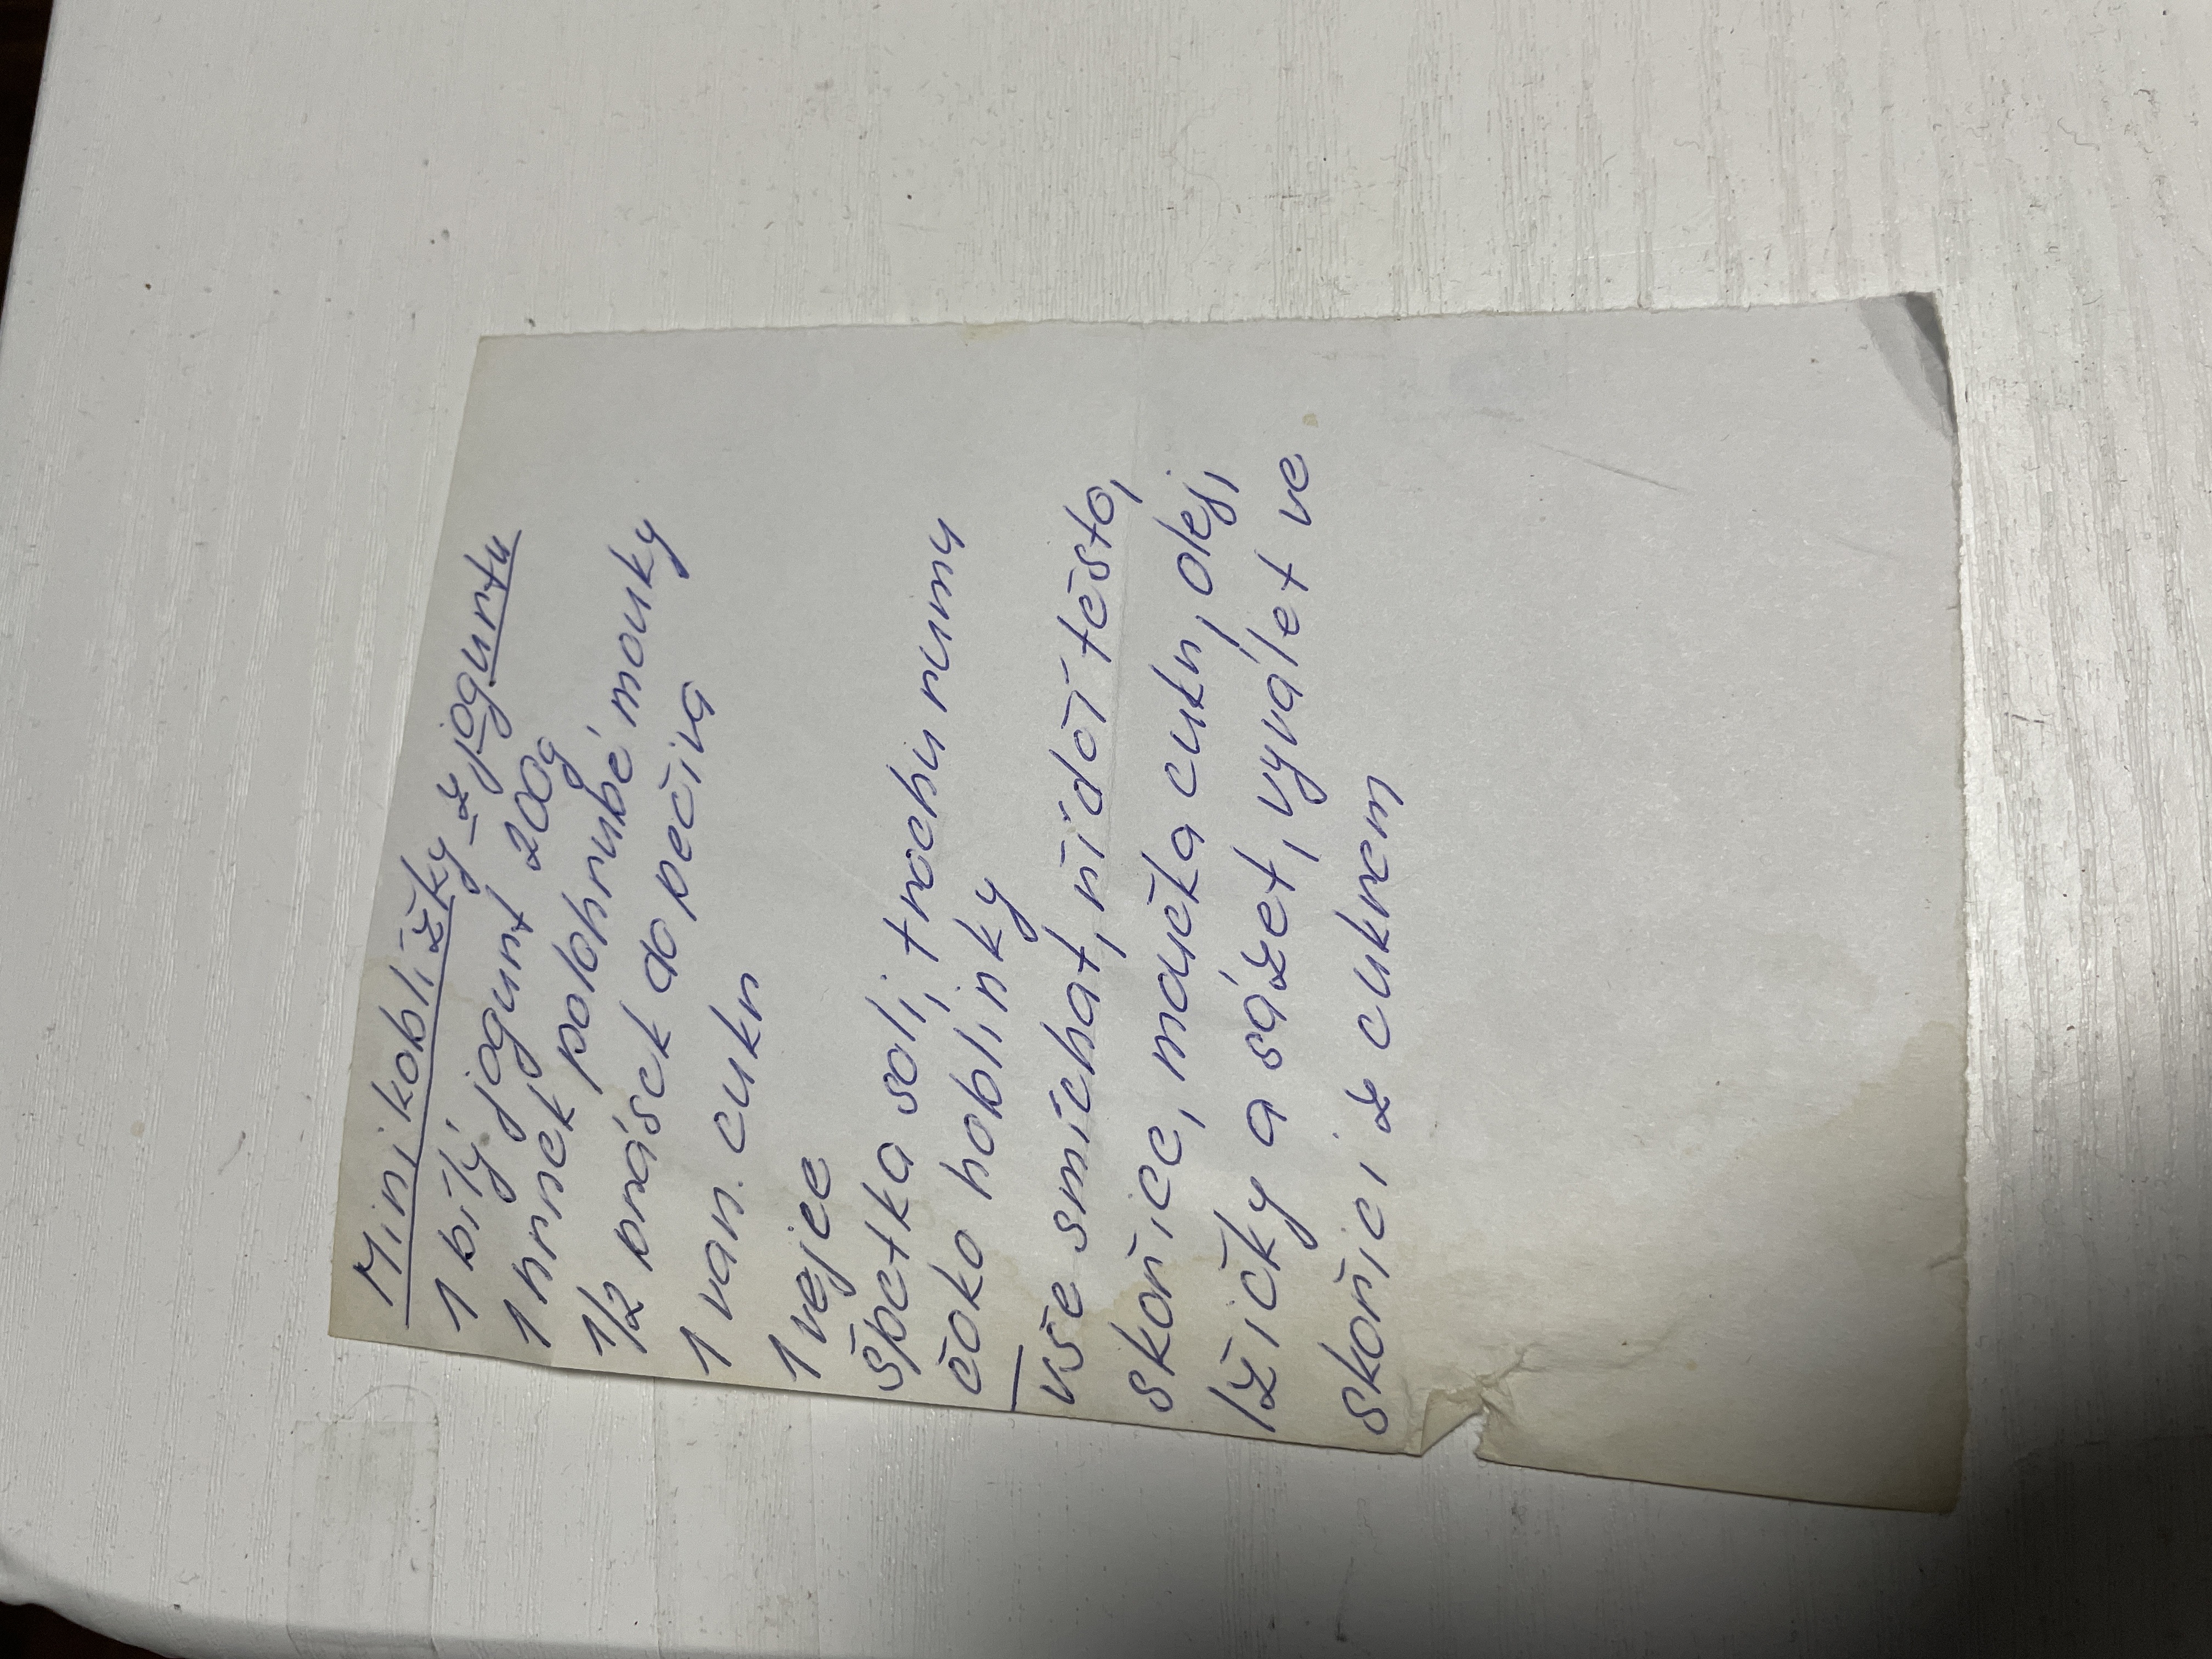 Mini koblížky z jogurtu
1 bílý jogurt 200g
1 hrnek polohrubé mouky
1/2 prášek do pečiva
1 van. cukr
1 vejce
špetka soli, trochu rumu
čoko hoblinky
vše smíchat, řidčí těsto,
skořice, moučka cukr, olej,
lžičky a sázet, vyválet ve
skořici z cukrem